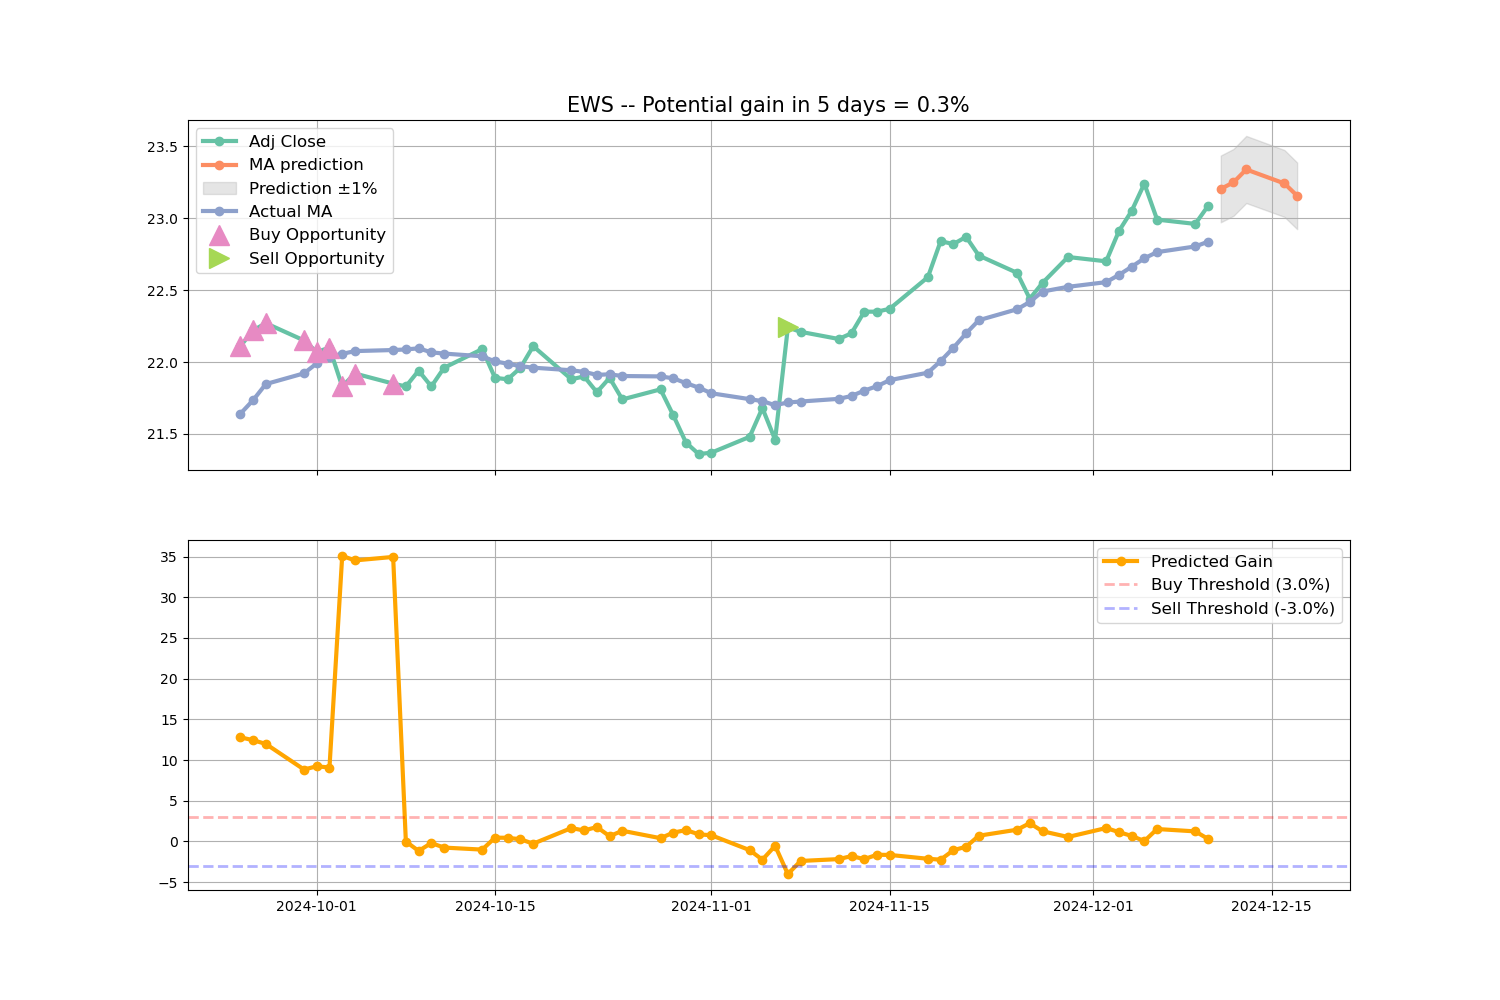 EWS -- Potential gain in 5 days = 0.3%
Adj Close
MA prediction
Prediction ±1%
Actual MA
Buy Opportunity
Sell Opportunity
23.5
23.0
22.5
22.0
21.5
Predicted Gain
Buy Threshold (3.0%)
Sell Threshold (-3.0%)
35
30
25
20
15
10
5
0
−5
2024-10-01
2024-10-15
2024-11-01
2024-11-15
2024-12-01
2024-12-15